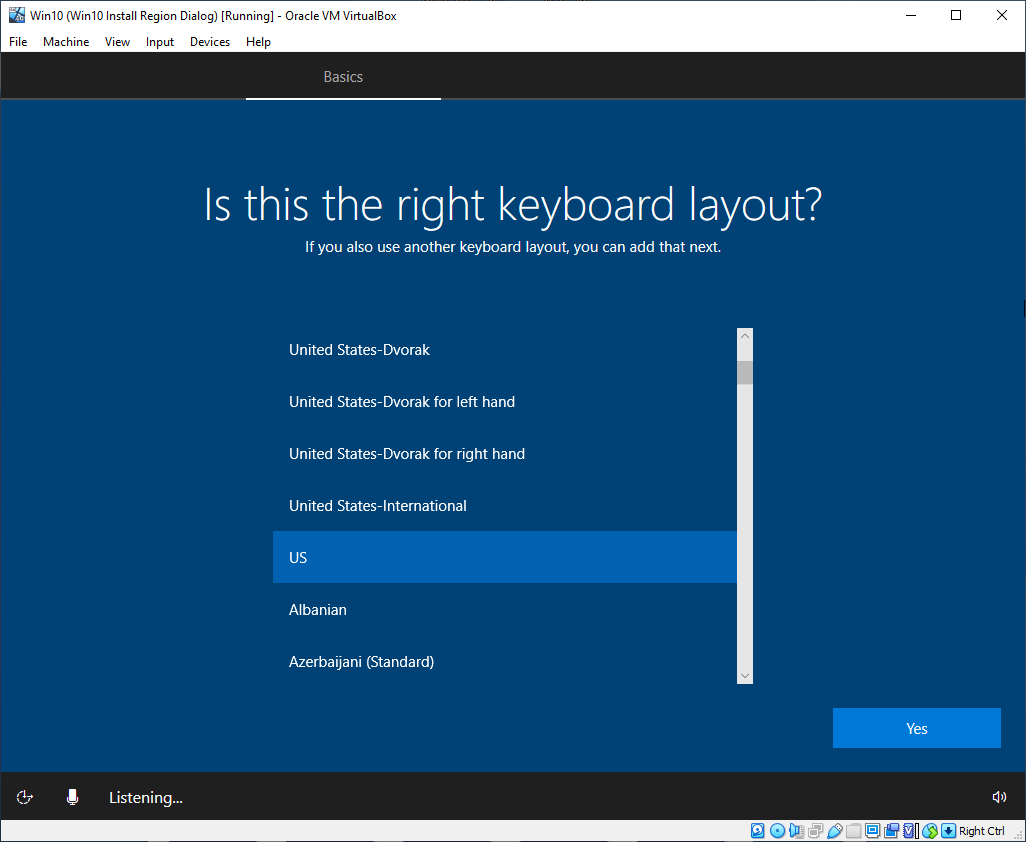 Win10 (Win10 Install Region Dialog) [Running] - Oracle VM VirtualBox
File Machine View Input Devices Help
Basics
Is this the right keyboard layout?
If you also use another keyboard layout, you can add that next.
United States-Dvorak
United States-Dvorak for left hand
United States-Dvorak for right hand
United States-International
US
Albanian
Azerbaijani (Standard)
Yes
Listening...
Right Ctrl